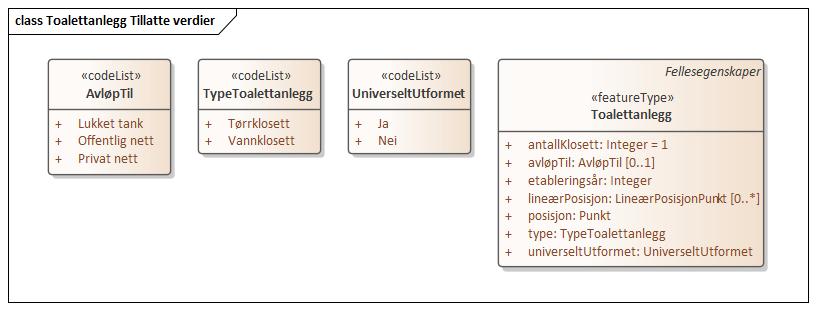 class Toalettanlegg Tillatte verdier
«codeList»
AvløpTil
+ Lukket tank
+ Offentlig nett
+ Privat nett
«codeList»
TypeToalettanlegg
+ Tørrklosett
+ Vannklosett
«codeList»
UniverseltUtformet
+ Ja
+ Nei
Fellesegenskaper
«featureType»
Toalettanlegg
+ antallKlosett: Integer = 1
+ avløpTil: AvløpTil [0..1]
+ etableringsår: Integer
+ lineærPosisjon: LineærPosisjonPunkt [0..*]
+ posisjon: Punkt
+ type: TypeToalettanlegg
+ universeltUtformet: UniverseltUtformet